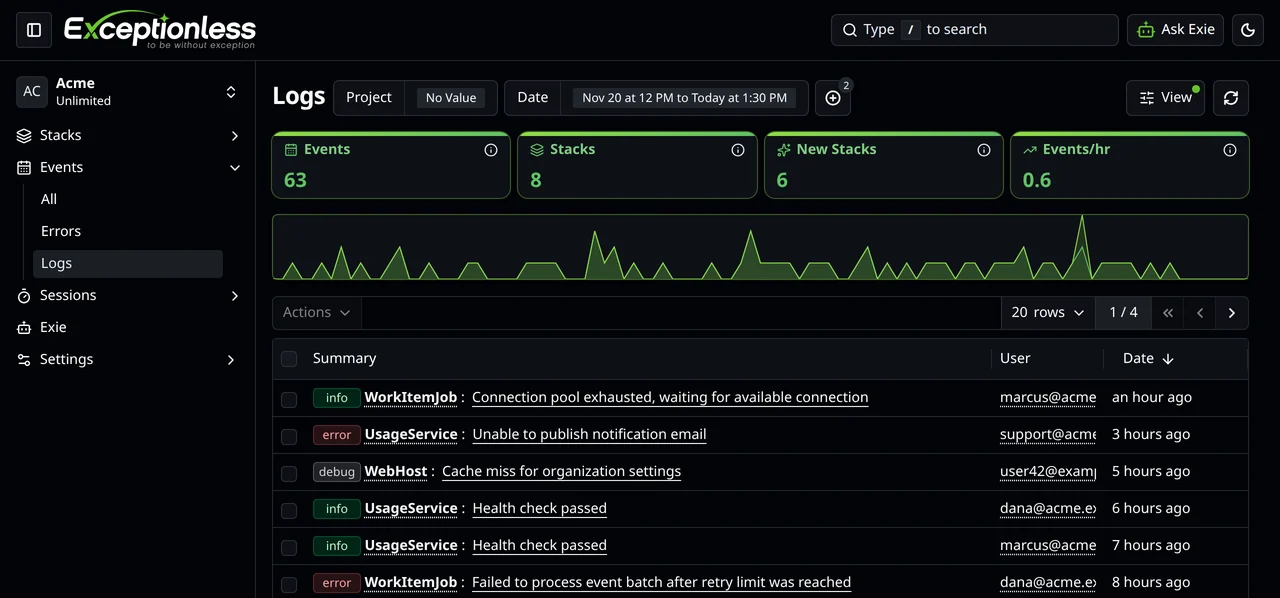 Exceptionless
to be without exception
Type / to search
Ask Exie
AC
Acme
Unlimited
Stacks
Events
All
Errors
Logs
Sessions
Exie
Settings
Logs
Project
No Value
Date
Nov 20 at 12 PM to Today at 1:30 PM
2
View
Events
63
Stacks
8
New Stacks
6
Events/hr
0.6
Actions
20 rows
1 / 4
Summary
User
Date
info WorkItemJob : Connection pool exhausted, waiting for available connection marcus@acme an hour ago
error UsageService : Unable to publish notification email support@acme 3 hours ago
debug WebHost : Cache miss for organization settings user42@examp 5 hours ago
info UsageService : Health check passed dana@acme.ex 6 hours ago
info UsageService : Health check passed marcus@acme 7 hours ago
error WorkItemJob : Failed to process event batch after retry limit was reached dana@acme.ex 8 hours ago